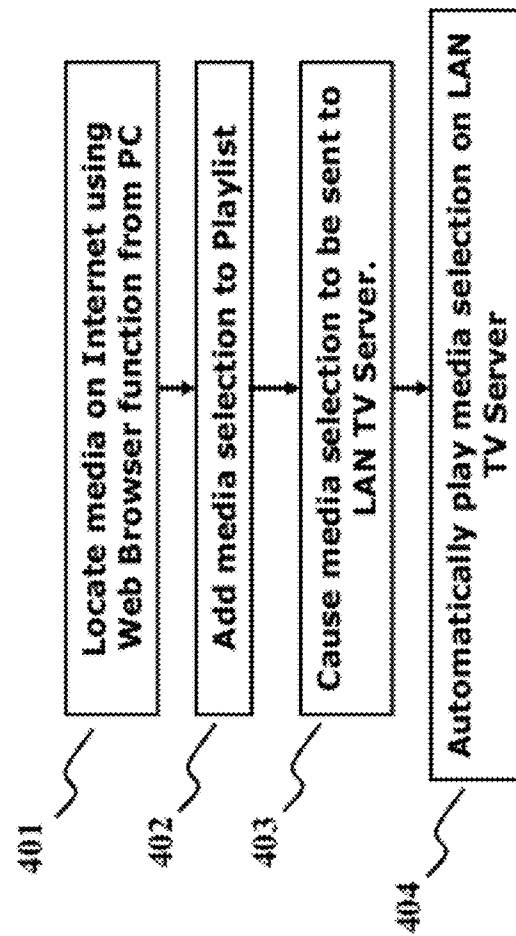 401
Locate media on Internet using
Web Browser function from PC
402
Add media selection to Playlist
403
Cause media selection to be sent to
LAN TV Server.
404
Automatically play media selection on LAN
TV Server